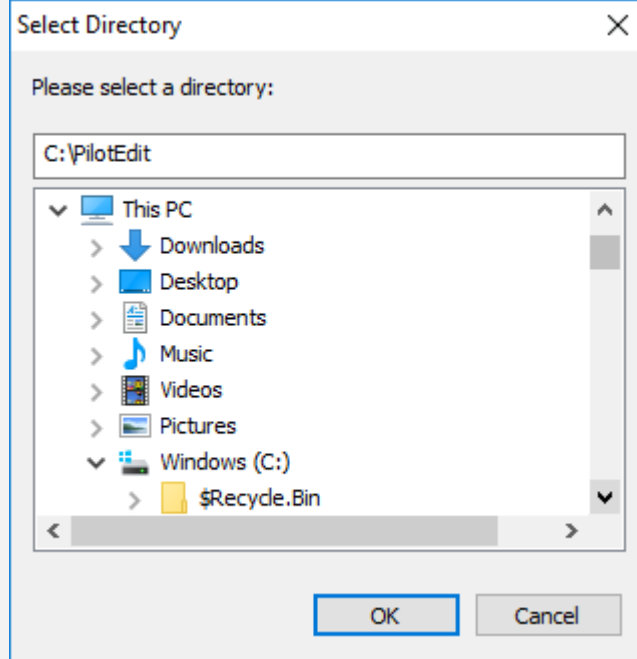 Select Directory
Please select a directory:
C:\PilotEdit
This PC
Downloads
Desktop
Documents
Music
Videos
Pictures
Windows (C:)
$Recycle.Bin
OK
Cancel